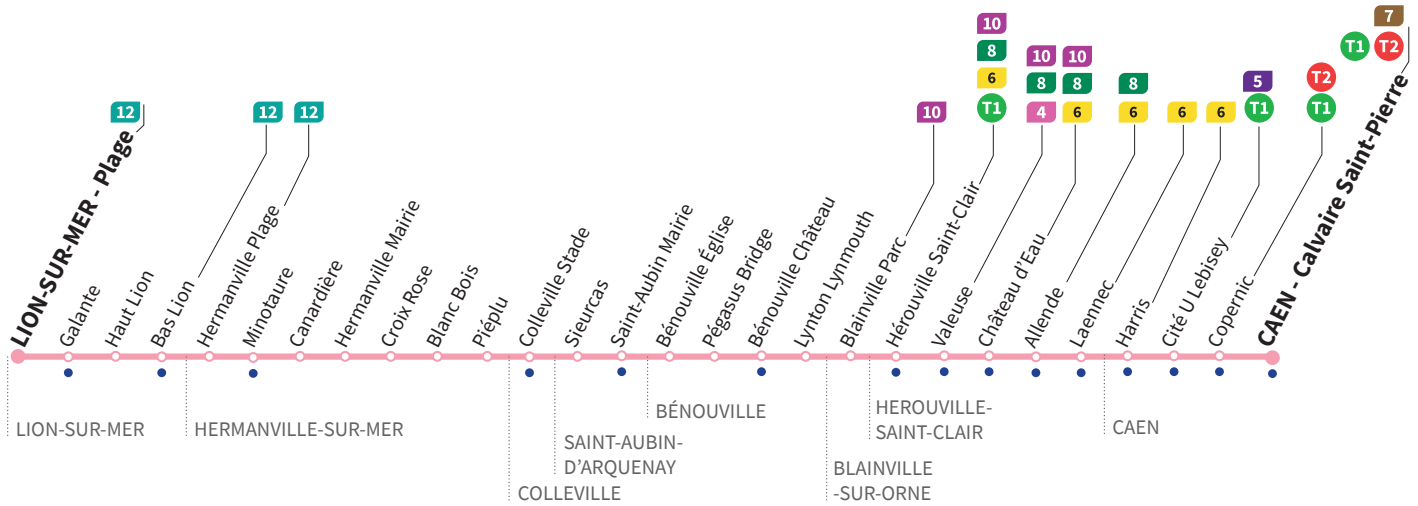 12
LION-SUR-MER - Plage
Galante
Haut Lion
12
Bas Lion
12
Hermanville Plage
Minotaure
Canardière
Hermanville Mairie
Croix Rose
Blanc Bois
Piéplu
Colleville Stade
Sieurcas
Saint-Aubin Mairie
Bénouville Église
Pégasus Bridge
Bénouville Château
Lynton Lynmouth
10
Blainville Parc
10
8
6
T1
Hérouville Saint-Clair
10
8
4
Valeuse
10
8
6
Château d’Eau
8
6
Allende
6
Laennec
6
Harris
5
T1
Cité U Lebisey
T2
T1
Copernic
7
T1 T2
CAEN - Calvaire Saint-Pierre
LION-SUR-MER
HERMANVILLE-SUR-MER
COLLEVILLE
SAINT-AUBIN-
D’ARQUENAY
BÉNOUVILLE
BLAINVILLE
-SUR-ORNE
HEROUVILLE-
SAINT-CLAIR
CAEN